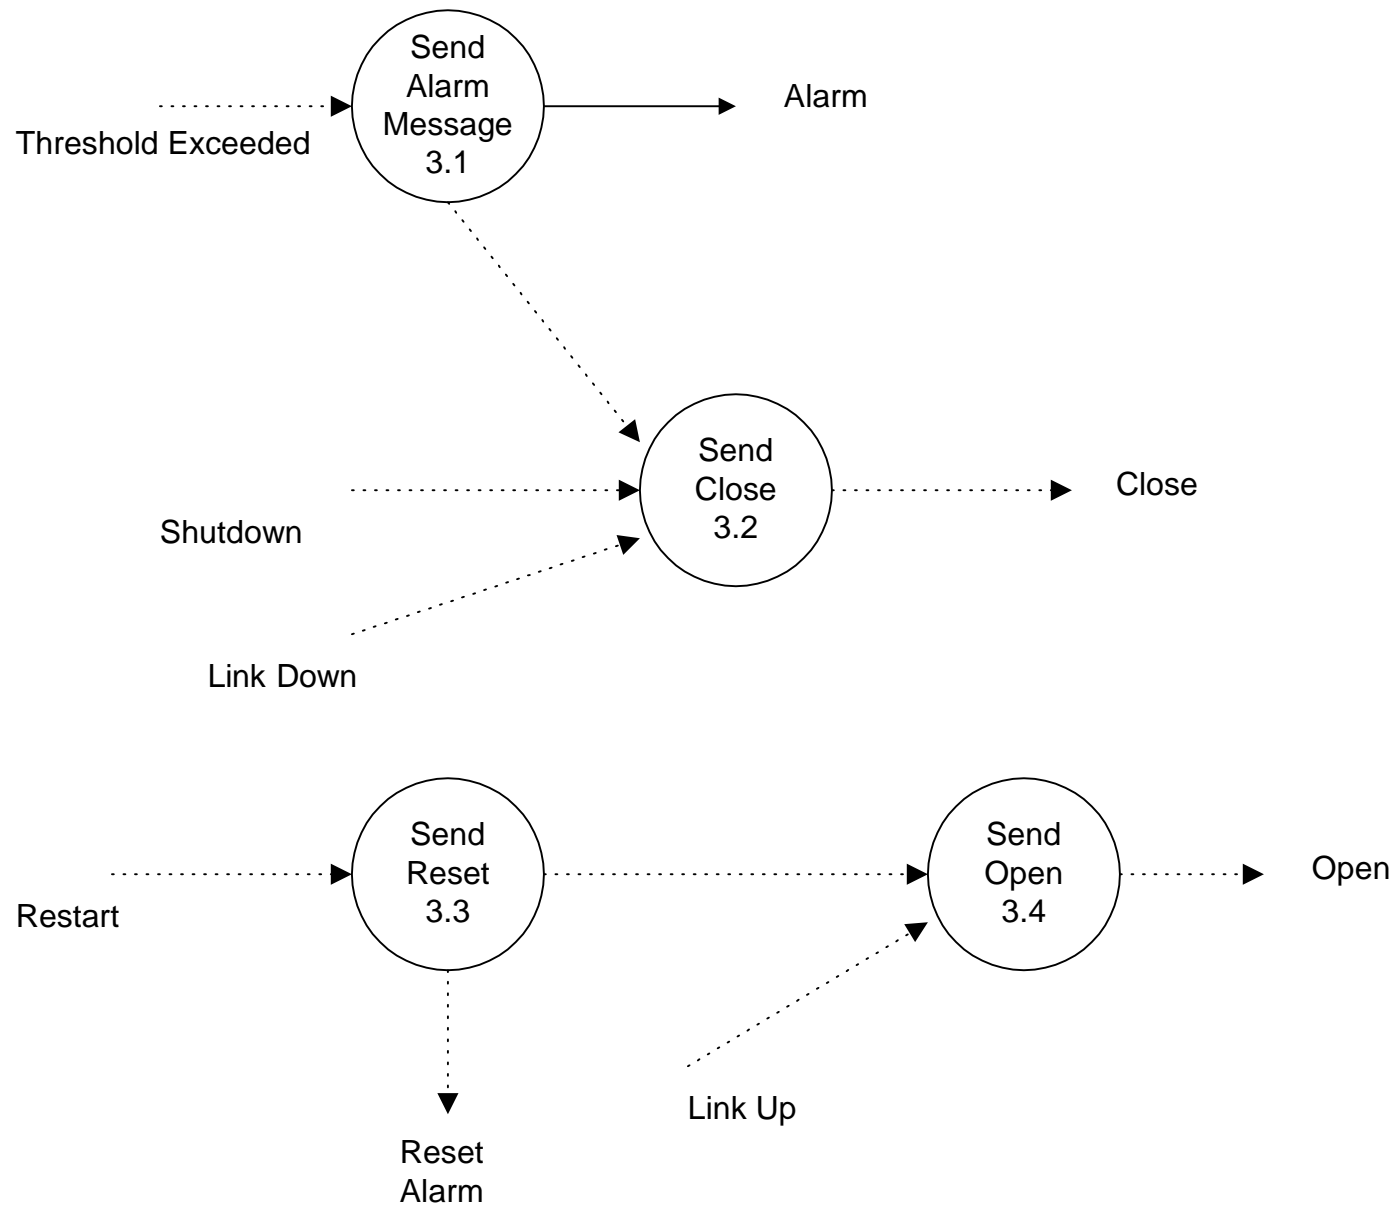 Send
Alarm
Message
3.1
Alarm
Threshold Exceeded
Send
Close
3.2
Close
Shutdown
Link Down
Send
Reset
3.3
Send
Open
3.4
Open
Restart
Link Up
Reset
Alarm